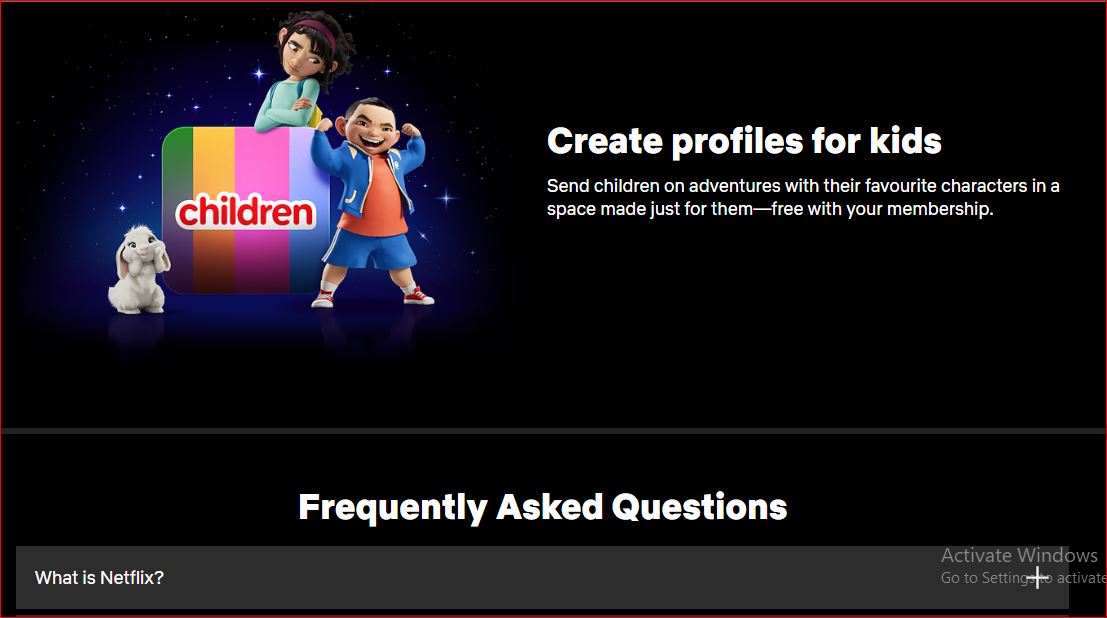 children
Create profiles for kids
Send children on adventures with their favourite characters in a
space made just for them—free with your membership.
Frequently Asked Questions
What is Netflix?
Activate Windows
Go to Settings to activate